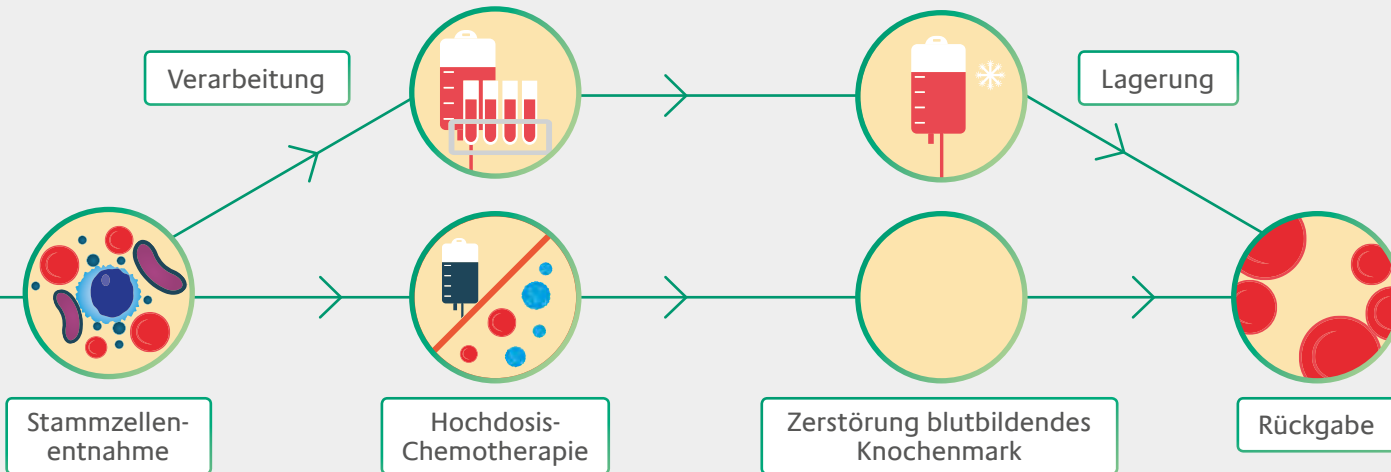 Verarbeitung
Lagerung
Stammzellen-
entnahme
Hochdosis-
Chemotherapie
Zerstörung blutbildendes
Knochenmark
Rückgabe